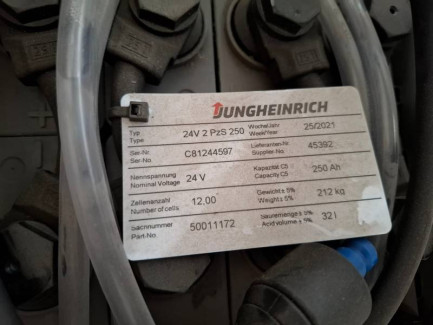 JUNGHEINRICH
Typ Type 24V 2 PzS 250 Woche/Jahr Week/Year 25/2021
Ser-Nr. Ser.No C81244597 Lieferanten-Nr. Supplier-No. 45392
Nennspannung Nominal Voltage 24 V Kapazität C5 Capacity C5 250 Ah
Zellenanzahl Number of cells 12.00 Gewicht± 5% Weight± 5% 212 kg
Sachnummer Part-No 50011172 Säuremenge± 5% Acid volume ± 5% 32 l